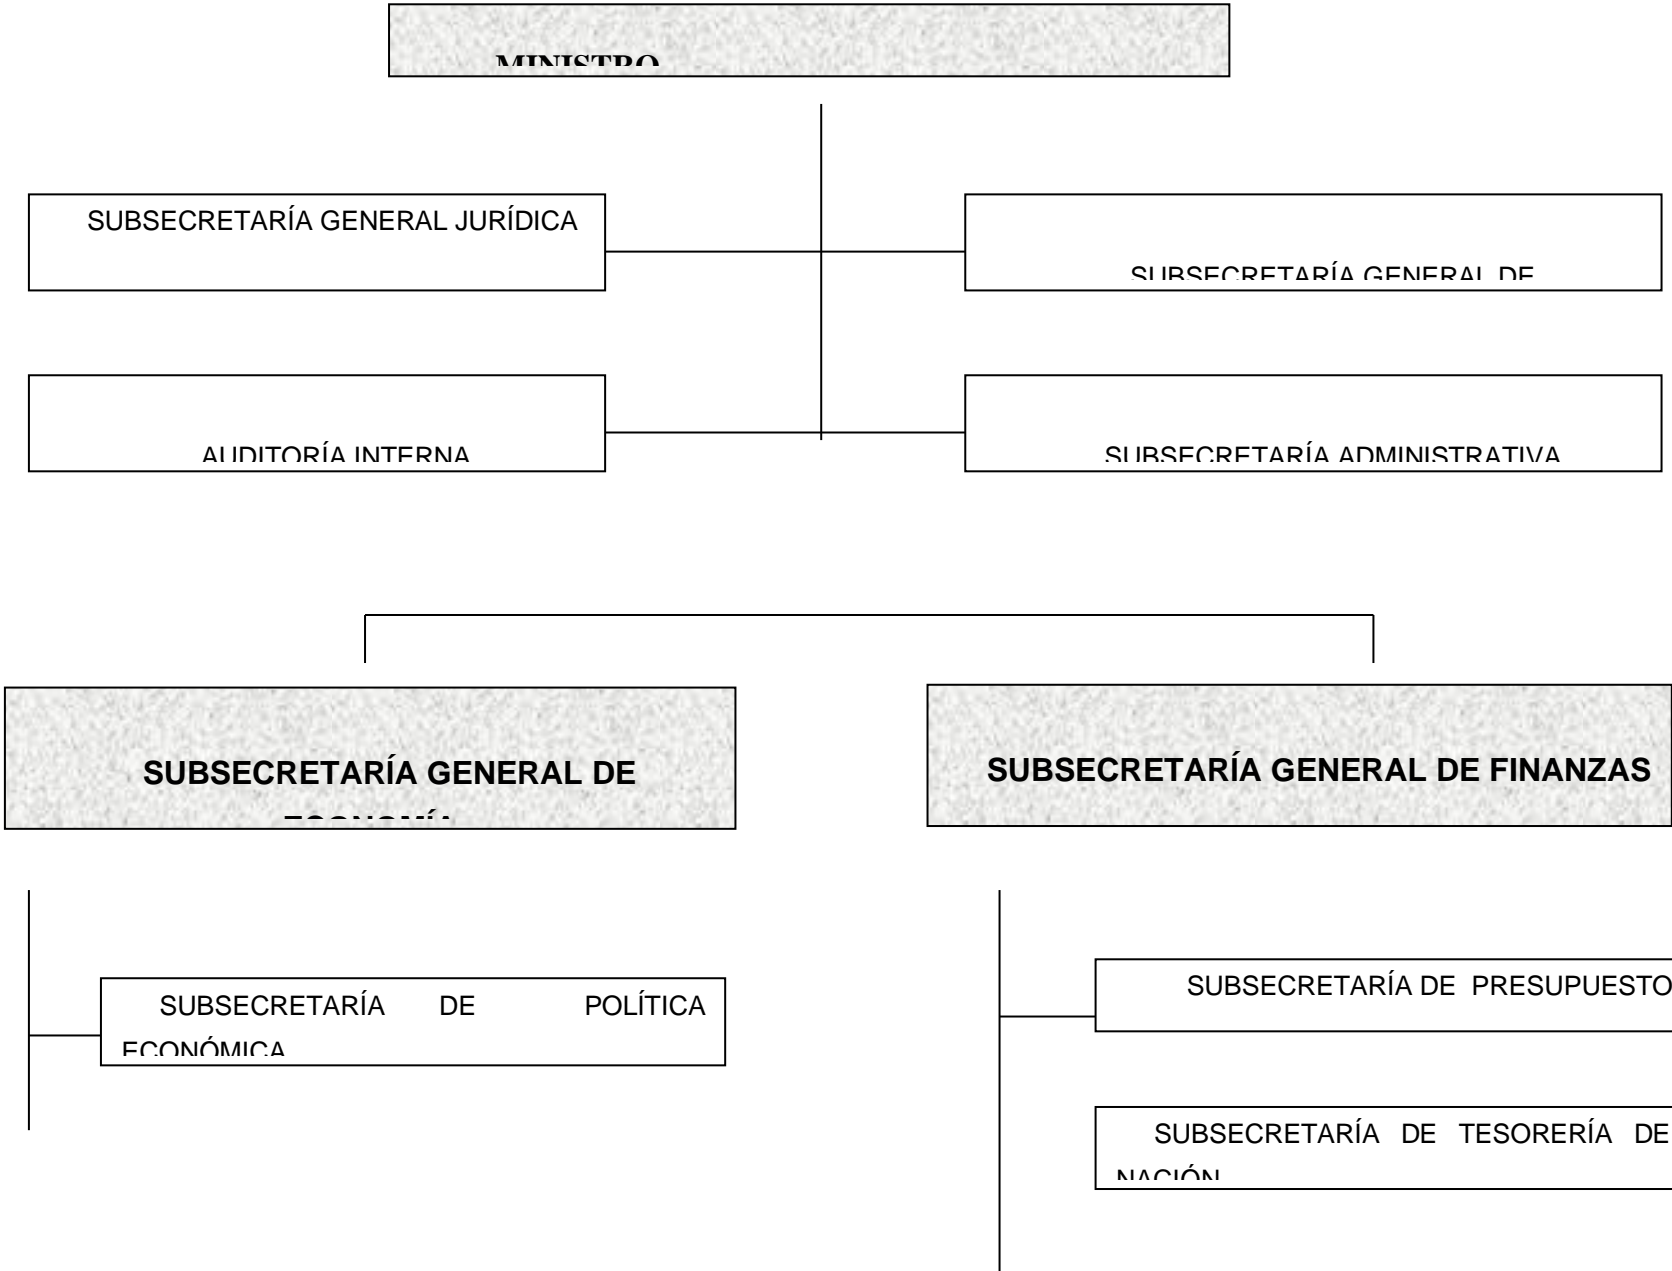 MINISTRO
SUBSECRETARÍA GENERAL JURÍDICA
SUBSECRETARÍA GENERAL DE
AUDITORÍA INTERNA
SUBSECRETARÍA ADMINISTRATIVA
SUBSECRETARÍA GENERAL DE
ECONOMÍA
SUBSECRETARÍA GENERAL DE FINANZAS
SUBSECRETARÍA DE POLÍTICA
ECONÓMICA
SUBSECRETARÍA DE PRESUPUESTO
SUBSECRETARÍA DE TESORERÍA DE
NACIÓN